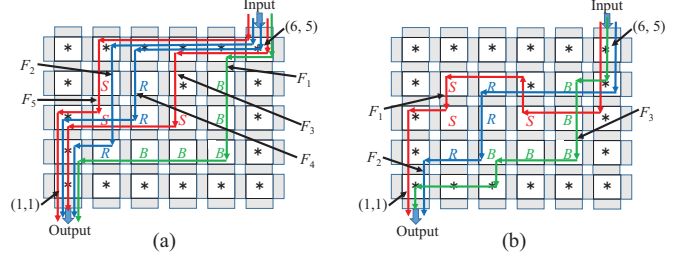 Input
(6, 5)
* * * * * *
F2
F1
S R * B *
F5
* S R S B *
F3
F4
* R B B B *
* * * * * *
(1,1)
Output
(a)
Input
(6, 5)
* * * * * *
* S * B *
F1
* S R S B *
F3
F2
* R B B B *
* * * * * *
(1,1)
Output
(b)